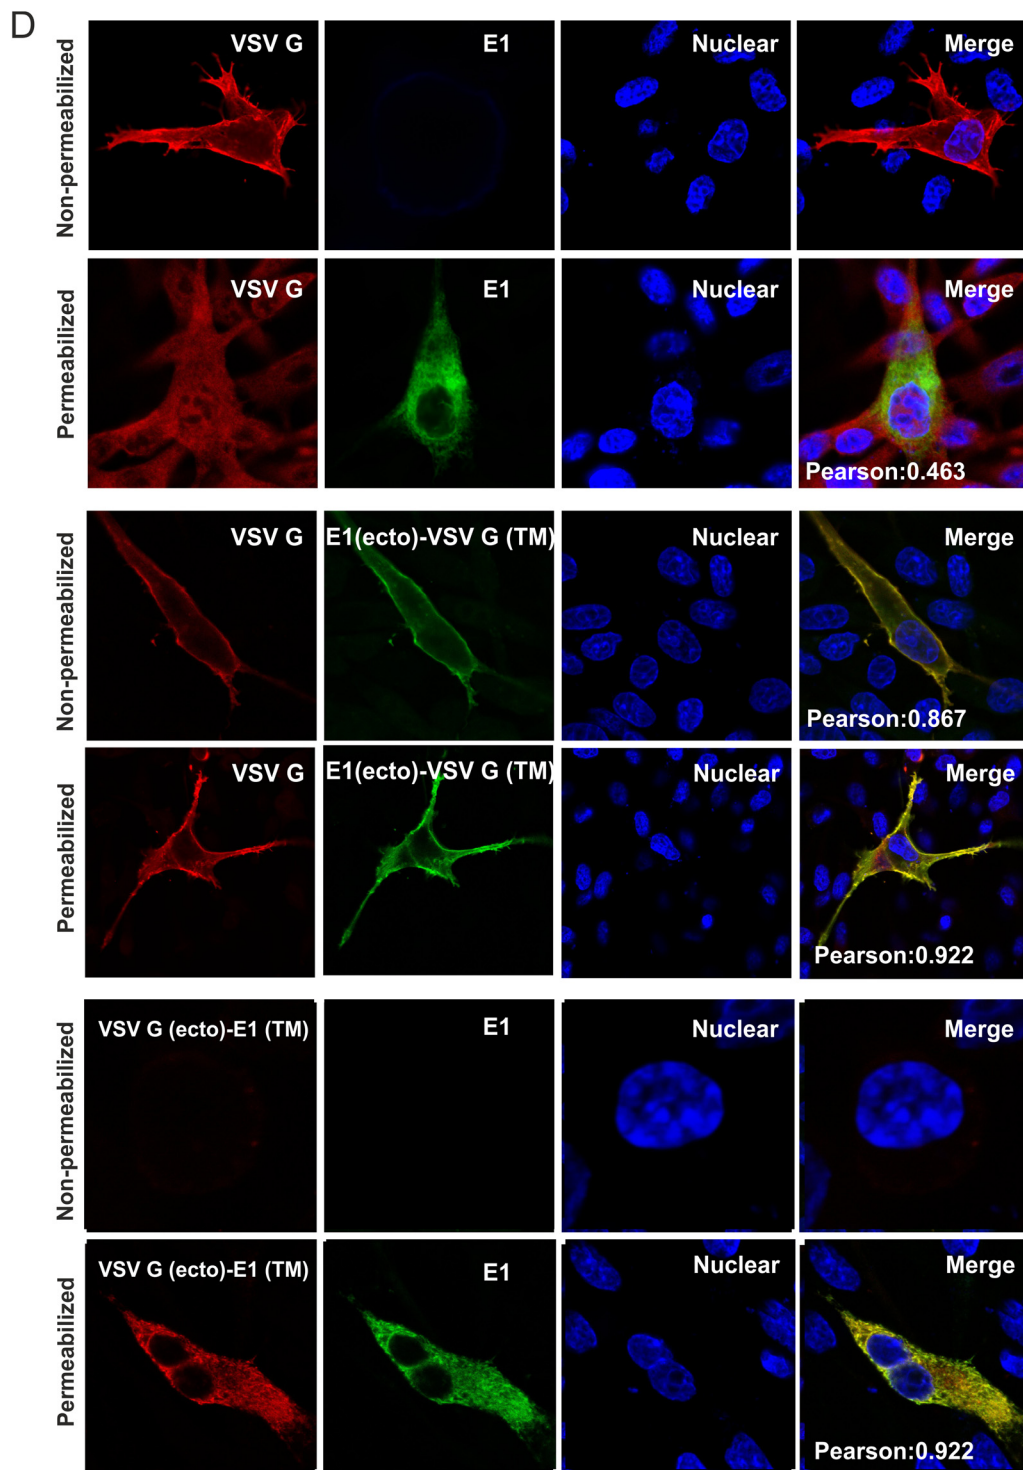 D
Non-permeabilized
VSV G
E1
Nuclear
Merge
Permeabilized
VSV G
E1
Nuclear
Merge
Pearson:0.463
Non-permeabilized
VSV G
E1(ecto)-VSV G (TM)
Nuclear
Merge
Pearson:0.867
Permeabilized
VSV G
E1(ecto)-VSV G (TM)
Nuclear
Merge
Pearson:0.922
Non-permeabilized
VSV G (ecto)-E1 (TM)
E1
Nuclear
Merge
Permeabilized
VSV G (ecto)-E1 (TM)
E1
Nuclear
Merge
Pearson:0.922